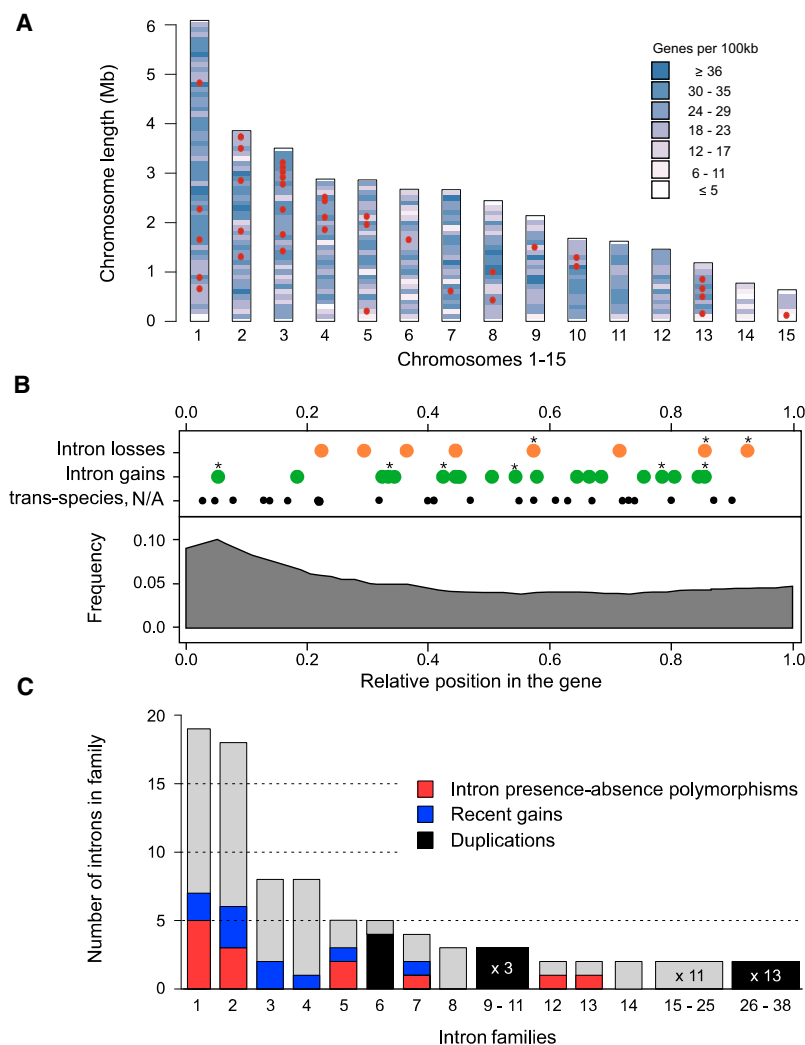 A
Chromosome length (Mb)
6
5
4
3
2
1
0
Genes per 100kb
≥ 36
30 - 35
24 - 29
18 - 23
12 - 17
6 - 11
≤ 5
1 2 3 4 5 6 7 8 9 10 11 12 13 14 15
Chromosomes 1-15
B
0.0 0.2 0.4 0.6 0.8 1.0
Intron losses * * *
Intron gains * * * * * *
trans-species, N/A
Frequency
0.10
0.05
0.0
0.0 0.2 0.4 0.6 0.8 1.0
Relative position in the gene
C
Number of introns in family
20
15
10
5
0
Intron presence-absence polymorphisms
Recent gains
Duplications
x 3 x 11 x 13
1 2 3 4 5 6 7 8 9 - 11 12 13 14 15 - 25 26 - 38
Intron families